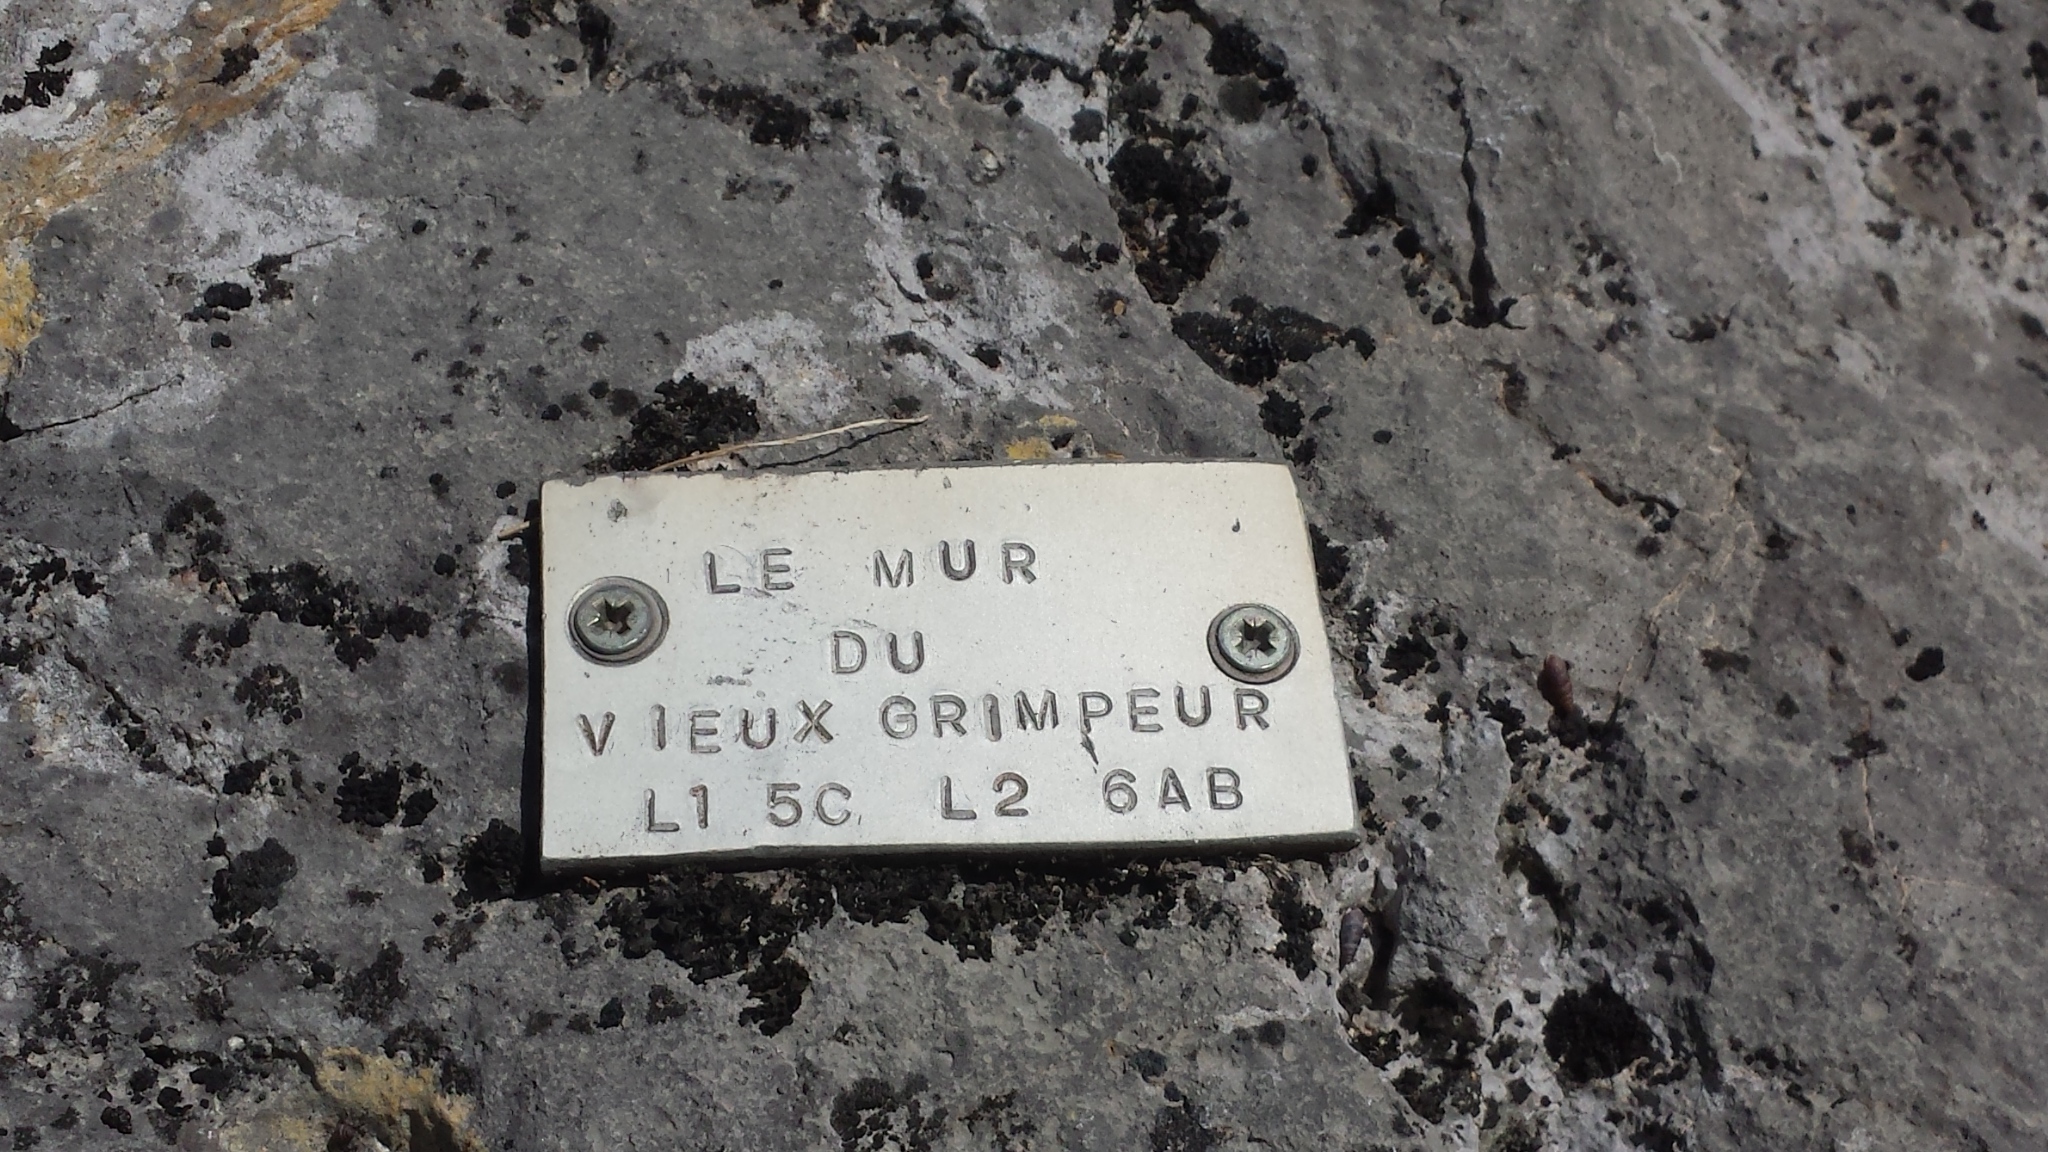 LE MUR
DU
VIEUX GRIMPEUR
L1 5C L2 6AB